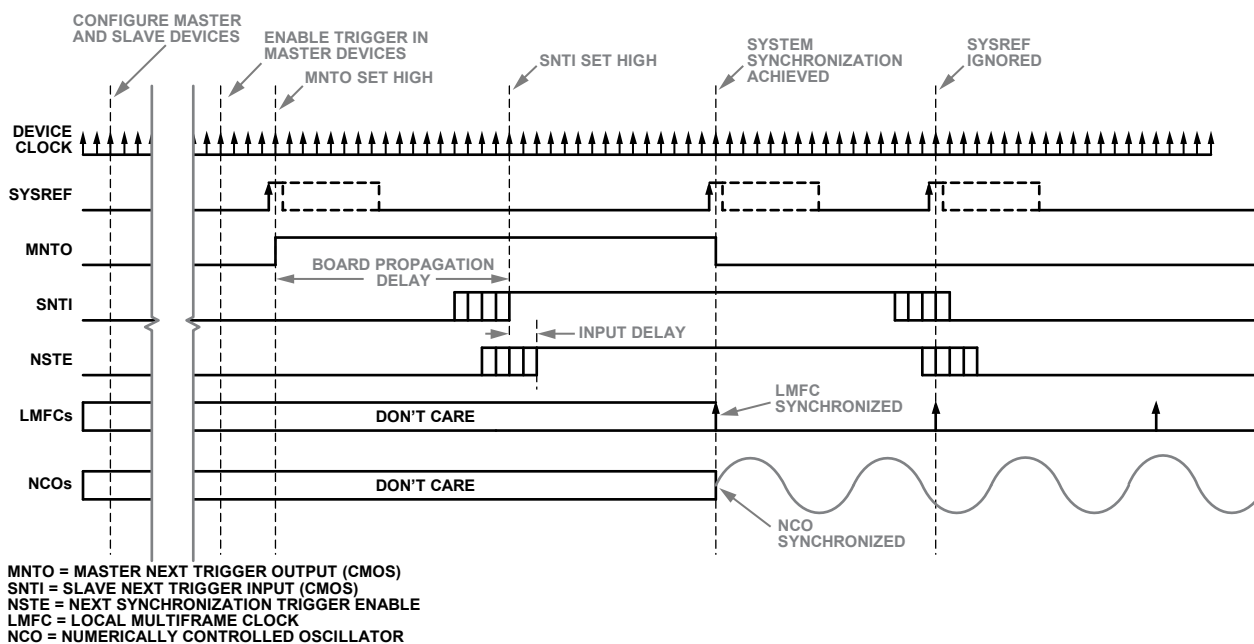 CONFIGURE MASTER
AND SLAVE DEVICES
ENABLE TRIGGER IN
MASTER DEVICES
MNTO SET HIGH
SNTI SET HIGH
SYSTEM
SYNCHRONIZATION
ACHIEVED
SYSREF
IGNORED
DEVICE
CLOCK
SYSREF
MNTO
BOARD PROPAGATION
DELAY
SNTI
INPUT DELAY
NSTE
LMFCs
DON'T CARE
LMFC
SYNCHRONIZED
NCOs
DON'T CARE
NCO
SYNCHRONIZED
MNTO = MASTER NEXT TRIGGER OUTPUT (CMOS)
SNTI = SLAVE NEXT TRIGGER INPUT (CMOS)
NSTE = NEXT SYNCHRONIZATION TRIGGER ENABLE
LMFC = LOCAL MULTIFRAME CLOCK
NCO = NUMERICALLY CONTROLLED OSCILLATOR